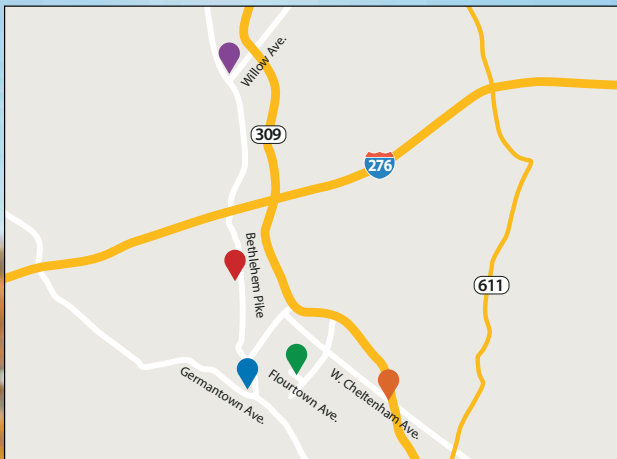 Willow Ave.
309
276
Bethlehem Pike
611
Germantown Ave.
Flourtown Ave.
W. Cheltenham Ave.